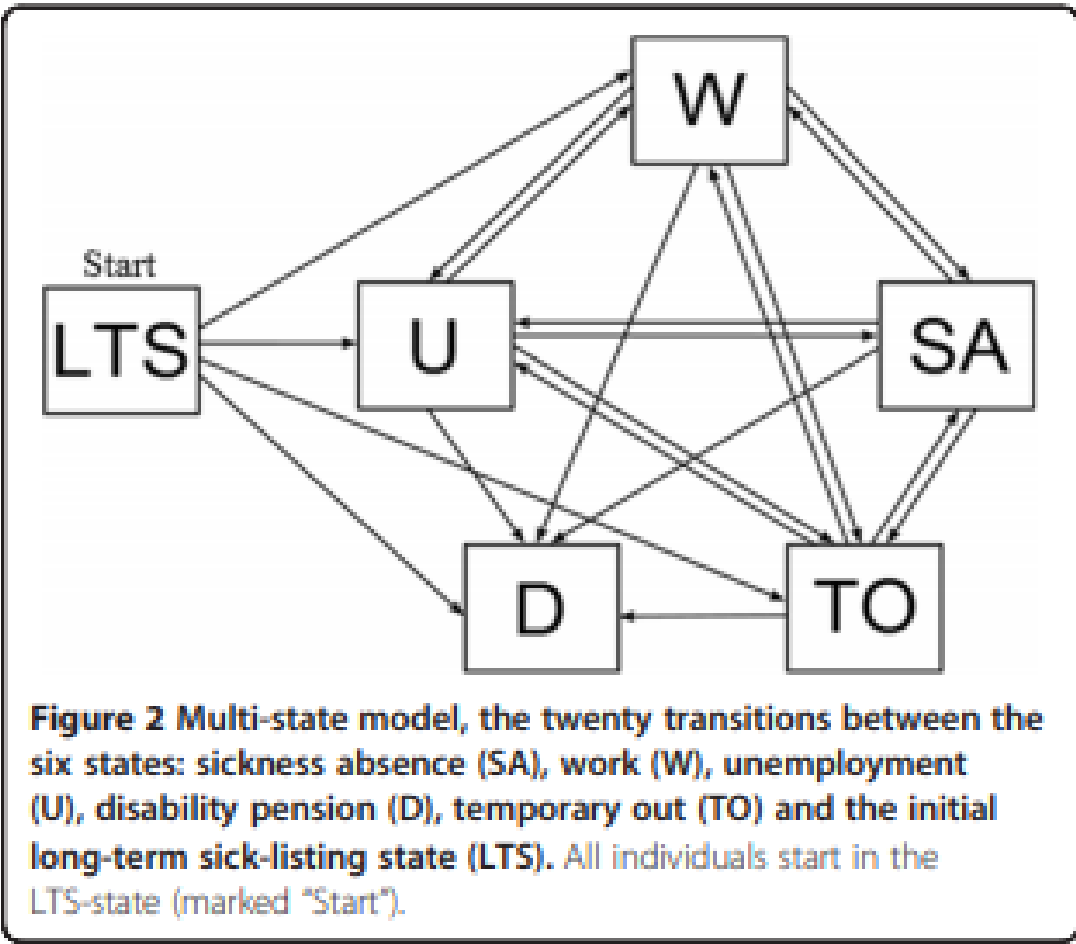 W
Start
LTS
U
SA
D
TO
Figure 2 Multi-state model, the twenty transitions between the
six states: sickness absence (SA), work (W), unemployment
(U), disability pension (D), temporary out (TO) and the initial
long-term sick-listing state (LTS). All individuals start in the
LTS-state (marked “Start”).